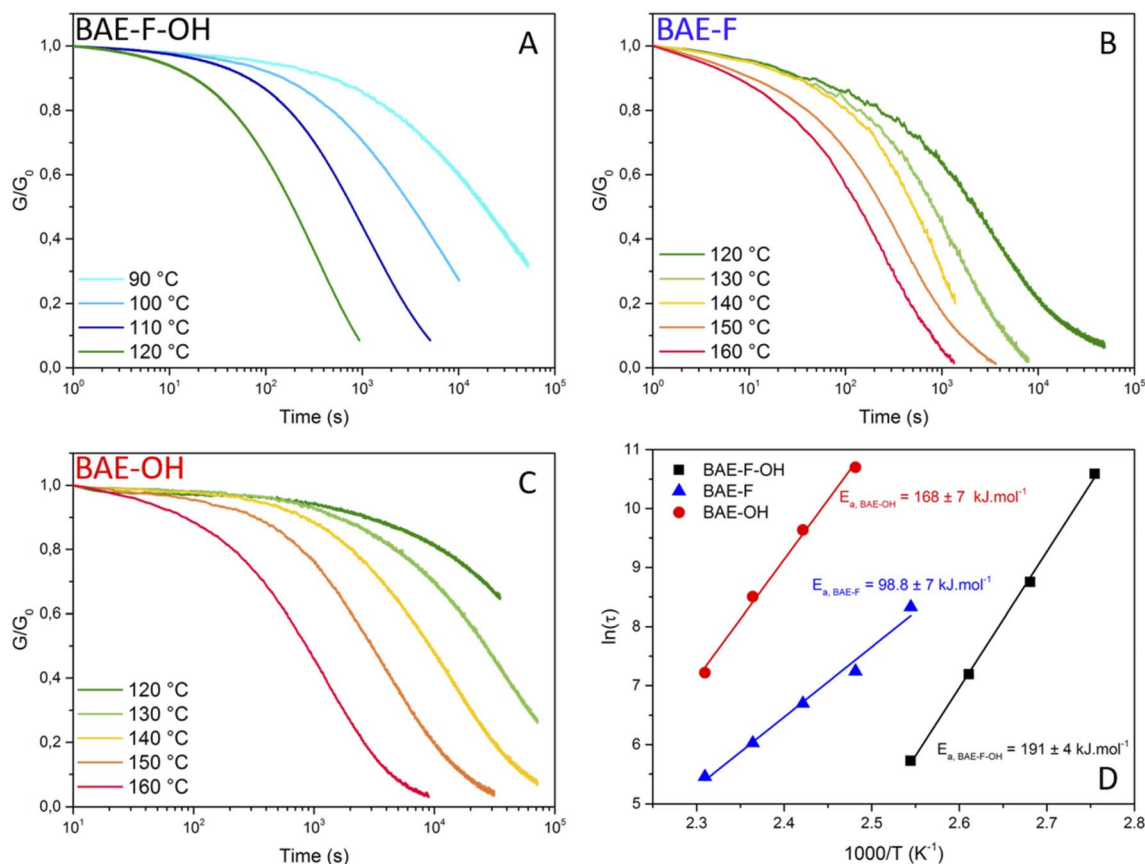 BAE-F-OH
A
1,0
0,8
0,6
0,4
0,2
0,0
G/G0
90 °C
100 °C
110 °C
120 °C
10^0
10^1
10^2
10^3
10^4
10^5
Time (s)
BAE-F
B
1,0
0,8
0,6
0,4
0,2
0,0
G/G0
120 °C
130 °C
140 °C
150 °C
160 °C
10^0
10^1
10^2
10^3
10^4
10^5
Time (s)
BAE-OH
C
1,0
0,8
0,6
0,4
0,2
0,0
G/G0
120 °C
130 °C
140 °C
150 °C
160 °C
10^1
10^2
10^3
10^4
10^5
Time (s)
11
10
9
8
7
6
5
ln(τ)
BAE-F-OH
BAE-F
BAE-OH
Ea, BAE-OH = 168 ± 7 kJ.mol-1
Ea, BAE-F = 98.8 ± 7 kJ.mol-1
Ea, BAE-F-OH = 191 ± 4 kJ.mol-1
D
2.3
2.4
2.5
2.6
2.7
2.8
1000/T (K-1)